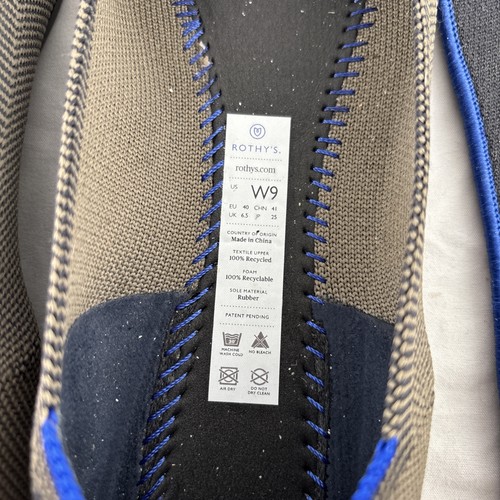 ROTHY'S.
rothys.com
US W9
EU 40 CHN 41
UK 6.5 JP 25
COUNTRY OF ORIGIN
Made in China
TEXTILE UPPER
100% Recycled
FOAM
100% Recyclable
SOLE MATERIAL
Rubber
PATENT PENDING
MACHINE WASH COLD NO BLEACH
AIR DRY DO NOT DRY CLEAN